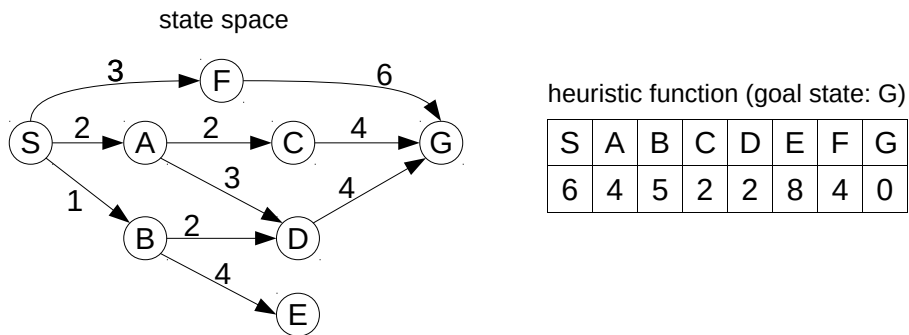 state space
3
F
6
heuristic function (goal state: G)
S
2
A
2
C
4
G
S A B C D E F G
6 4 5 2 2 8 4 0
3
4
1
B
2
D
4
E